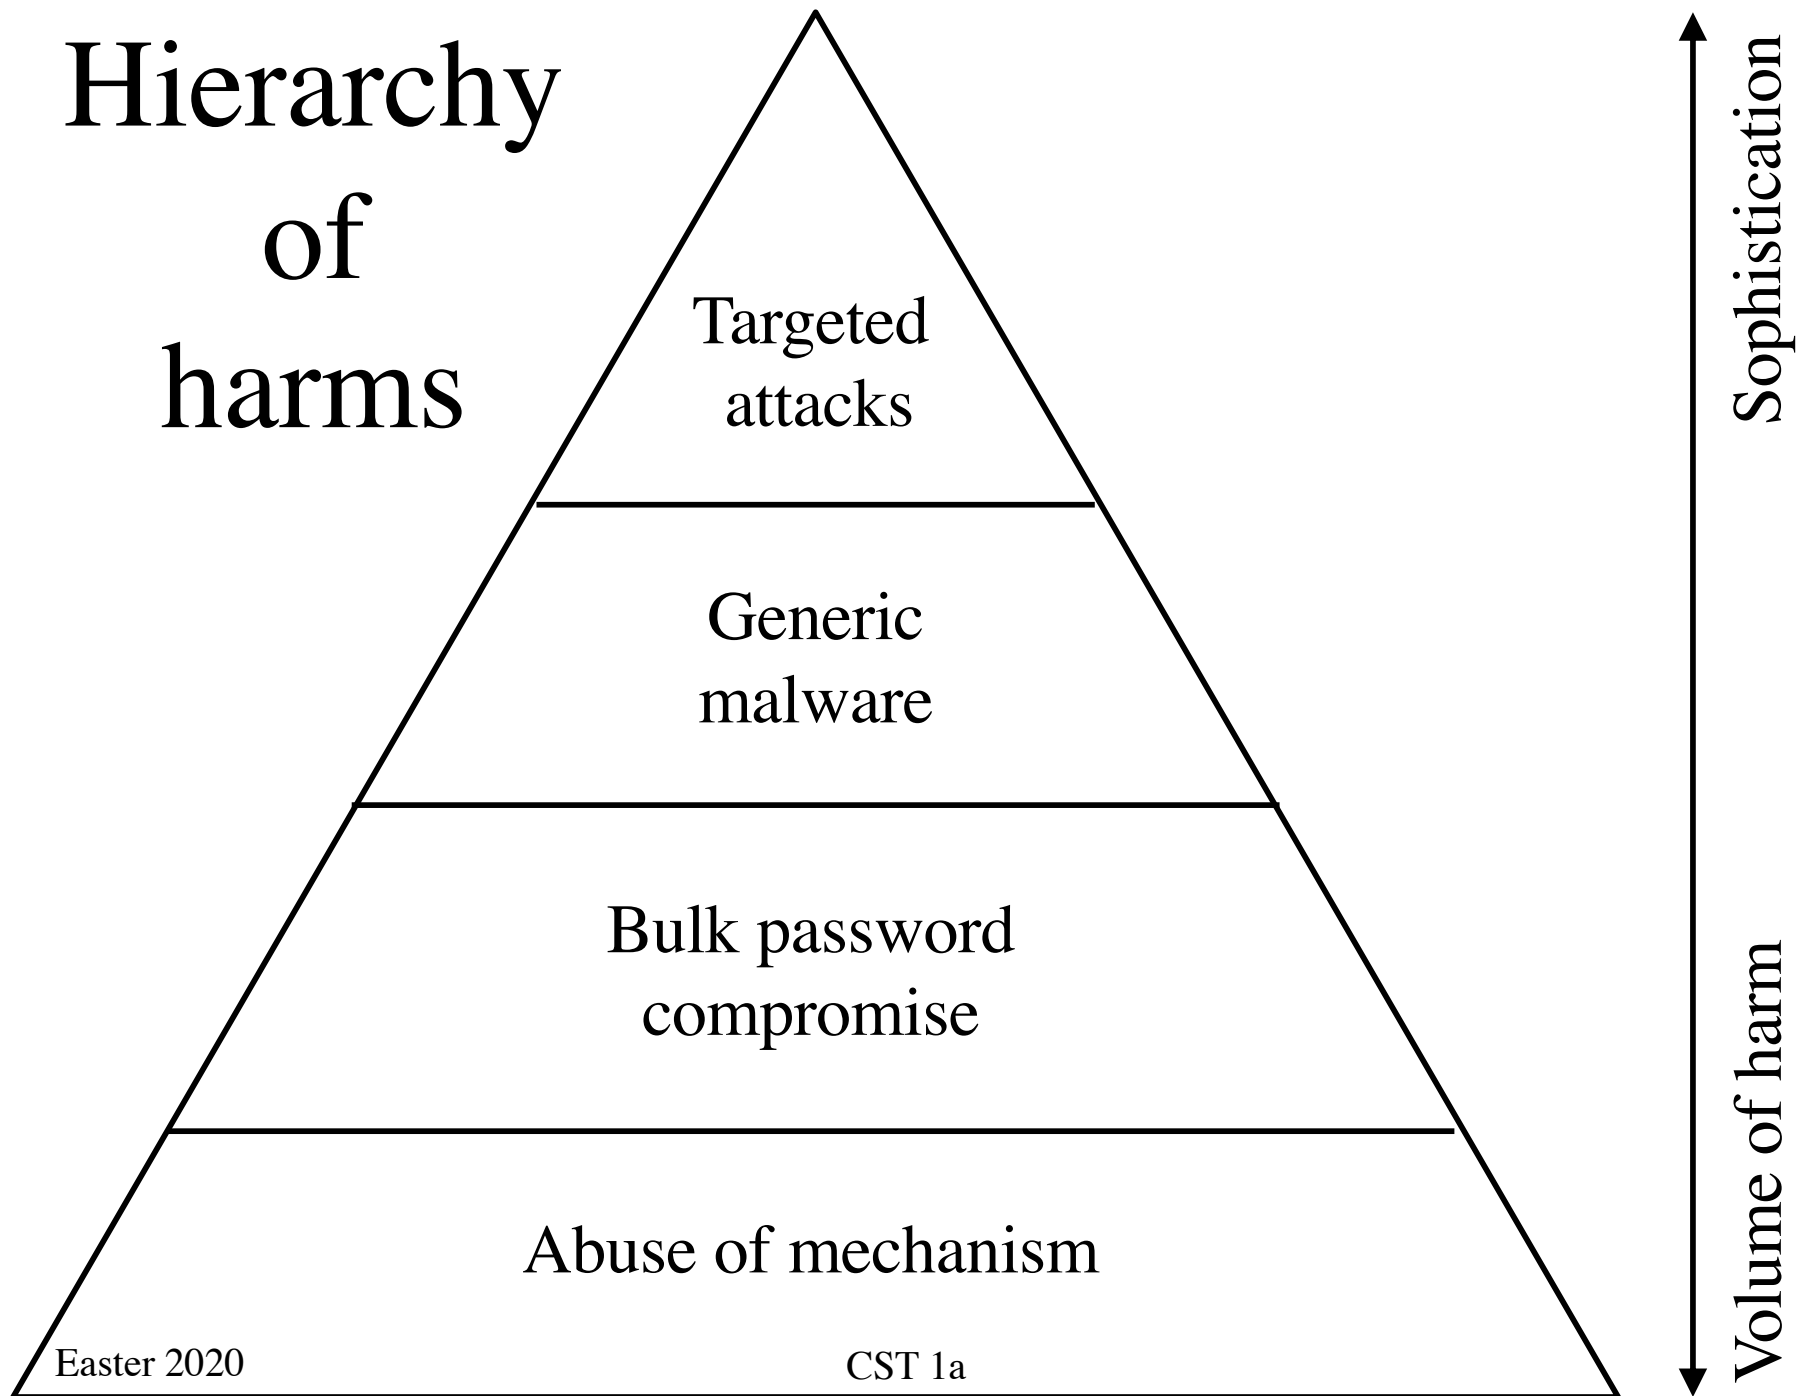 Hierarchy
of
harms
Targeted
attacks
Generic
malware
Bulk password
compromise
Abuse of mechanism
Sophistication
Volume of harm
Easter 2020
CST 1a